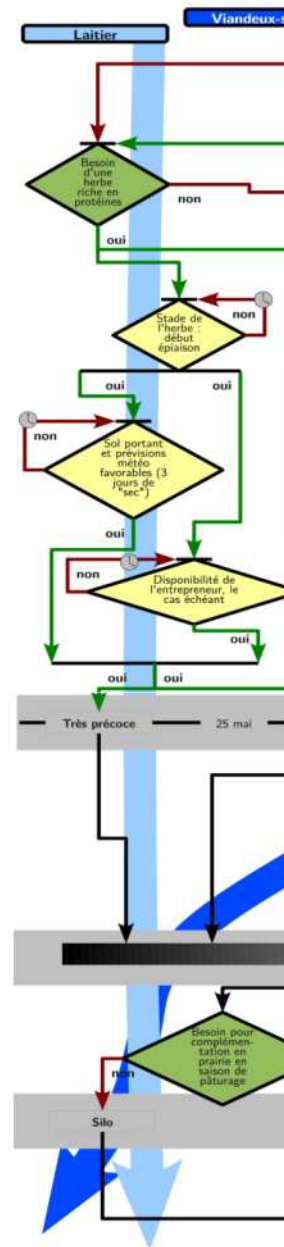 Viandeux-s
Laitier
Besoin
d'une
herbe
riche en
protéines
non
oui
oui
Stade de
l'herbe :
début
épiaison
non
oui
oui
non
Sol portant
et prévisions
météo
favorables (3
jours de
"sec")
oui
non
Disponibilité de
l'entrepreneur, le
cas échéant
oui
oui
oui
Très précoce
25 mai
Besoin pour
complémen-
tation en
prairie en
saison de
pâturage
non
Silo